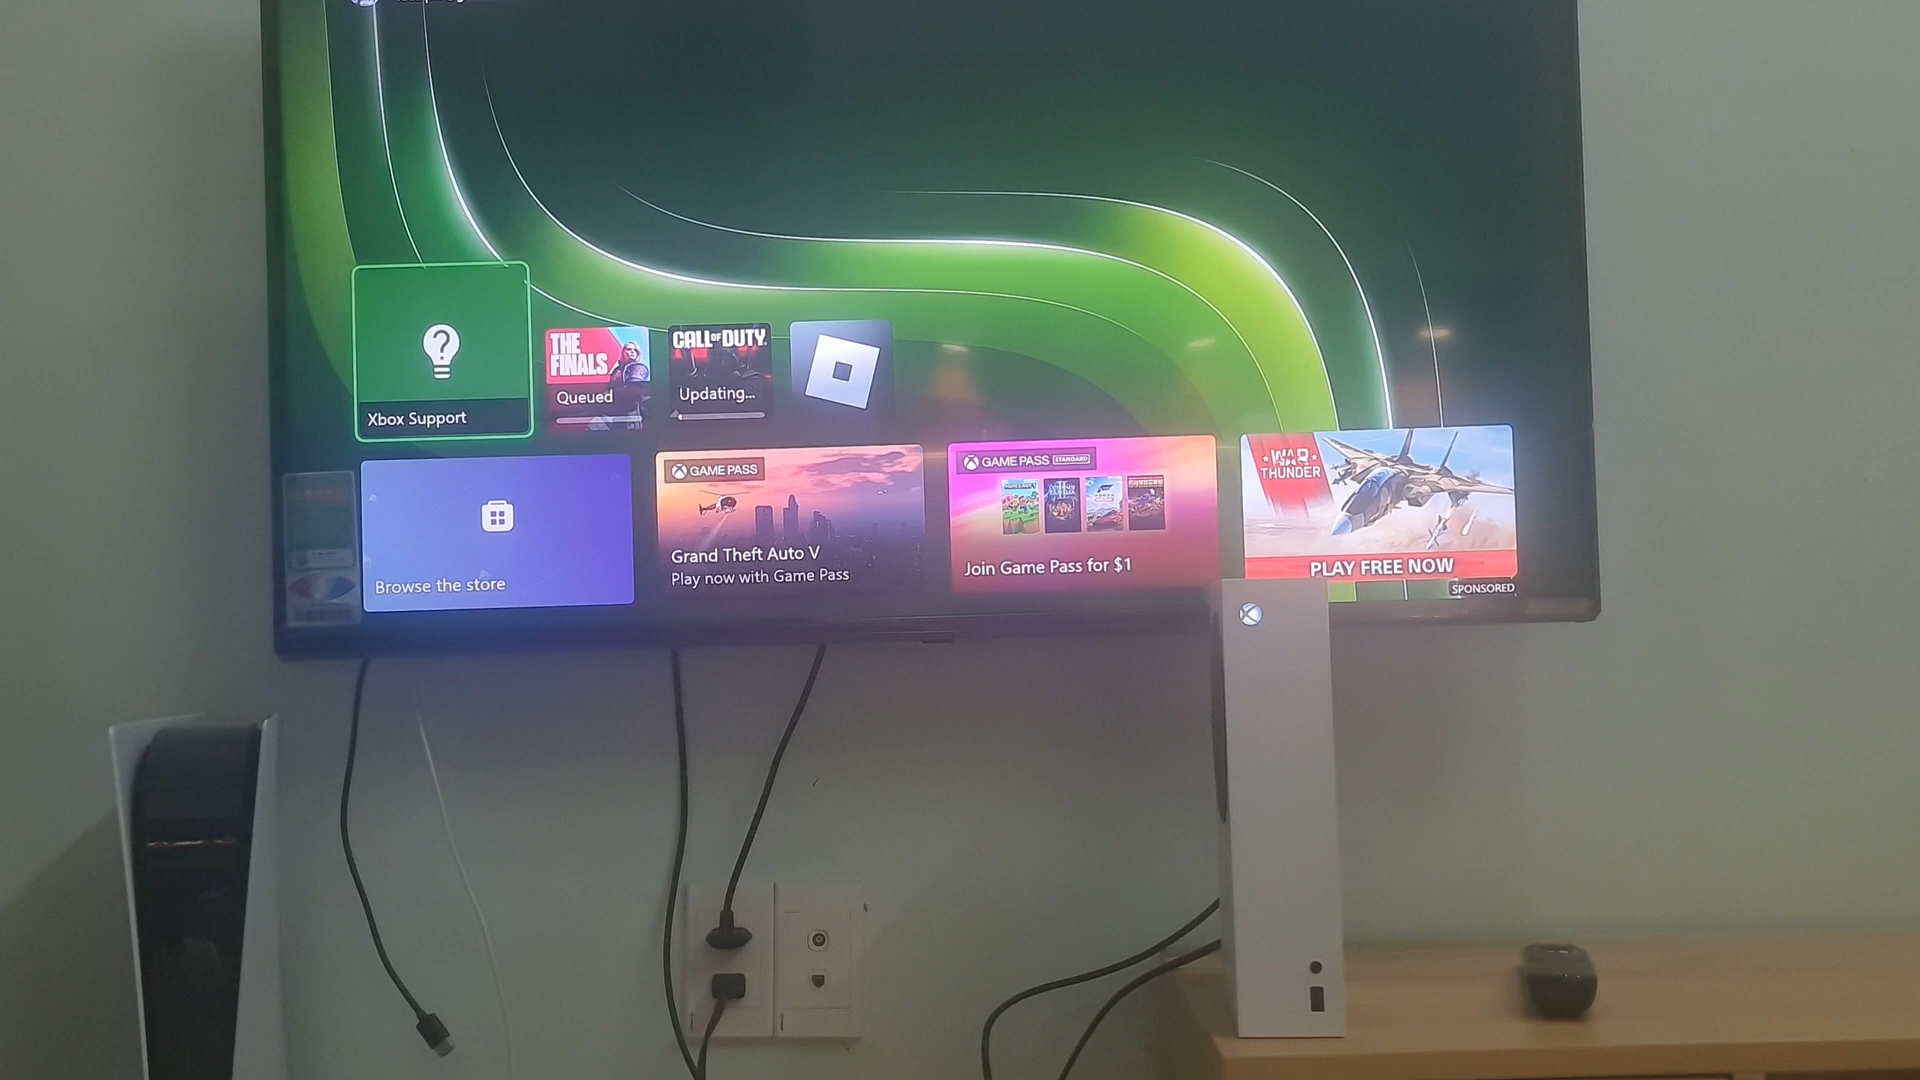 Xbox Support
THE
FINALS
Queued
CALL OF DUTY
Updating...
Browse the store
GAME PASS
Grand Theft Auto V
Play now with Game Pass
GAME PASS STANDARD
Join Game Pass for $1
WAR
THUNDER
PLAY FREE NOW
SPONSORED